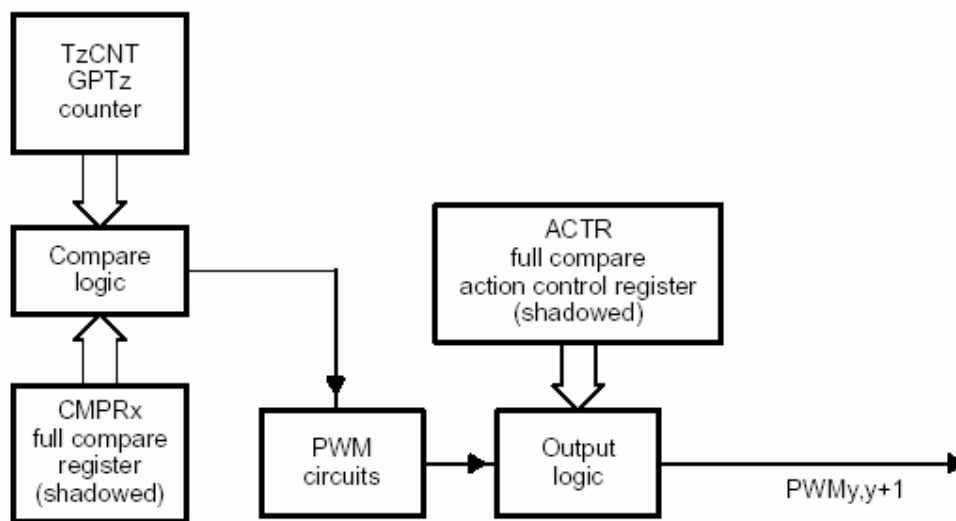 TzCNT
GPTz
counter
Compare
logic
CMPRx
full compare
register
(shadowed)
PWM
circuits
ACTR
full compare
action control register
(shadowed)
Output
logic
PWMy,y+1